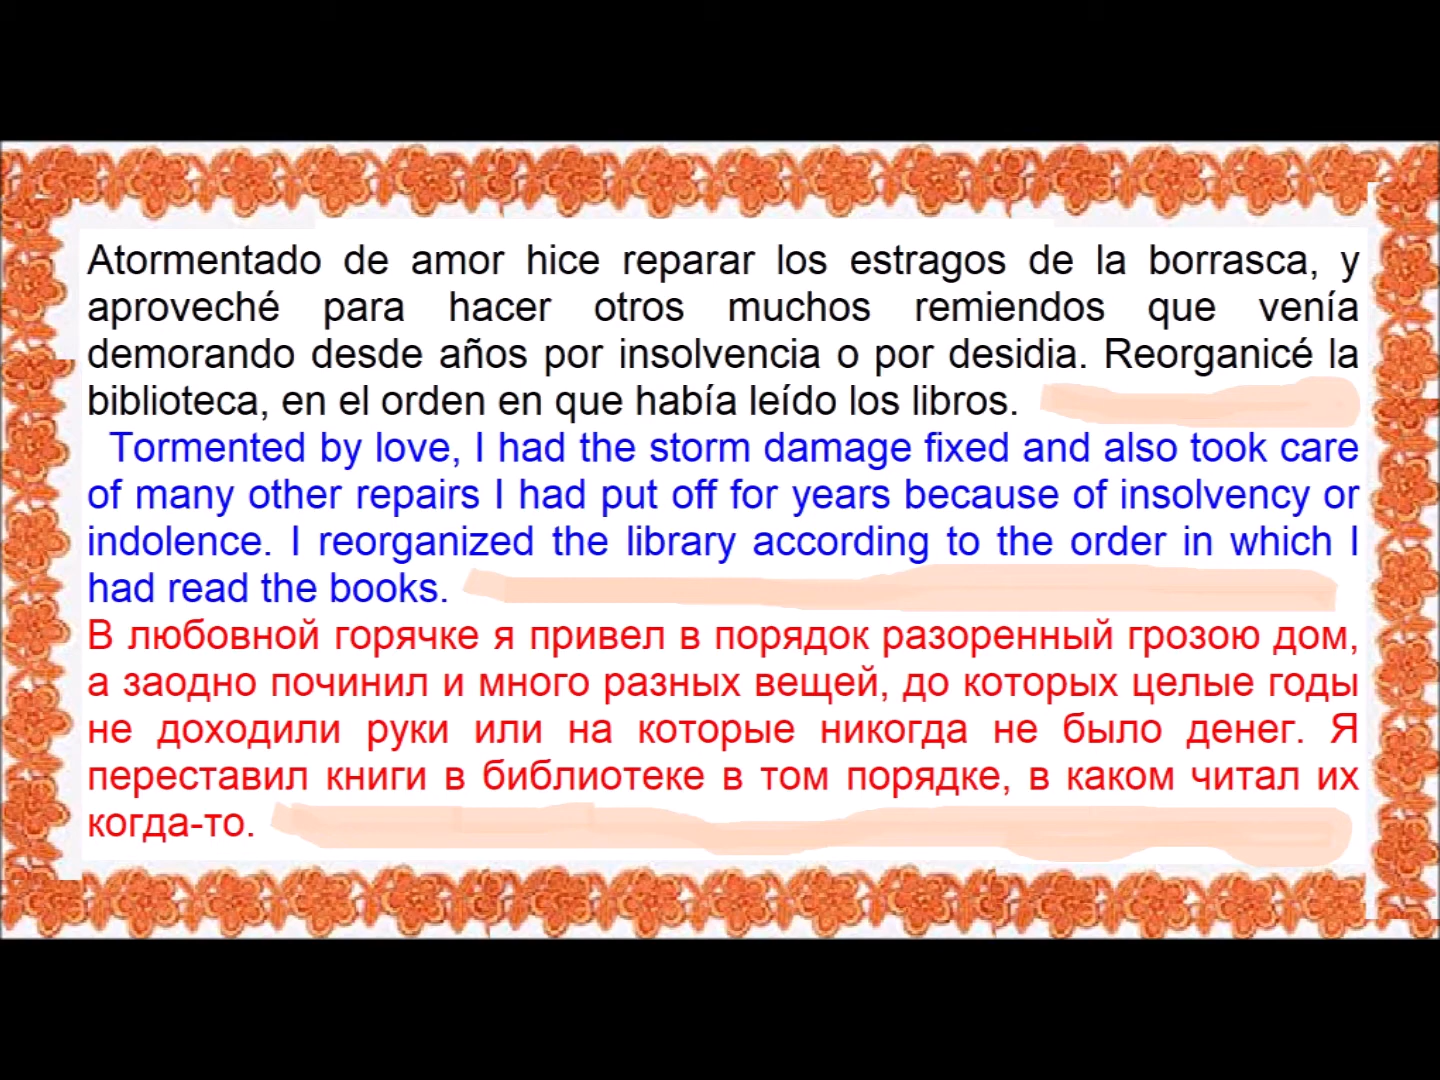 Atormentado de amor hice reparar los estragos de la borrasca, y
aproveché para hacer otros muchos remiendos que venía
demorando desde años por insolvencia o por desidia. Reorganicé la
biblioteca, en el orden en que había leído los libros.
Tormented by love, I had the storm damage fixed and also took care
of many other repairs I had put off for years because of insolvency or
indolence. I reorganized the library according to the order in which I
had read the books.
В любовной горячке я привел в порядок разоренный грозою дом,
а заодно починил и много разных вещей, до которых целые годы
не доходили руки или на которые никогда не было денег. Я
переставил книги в библиотеке в том порядке, в каком читал их
когда-то.